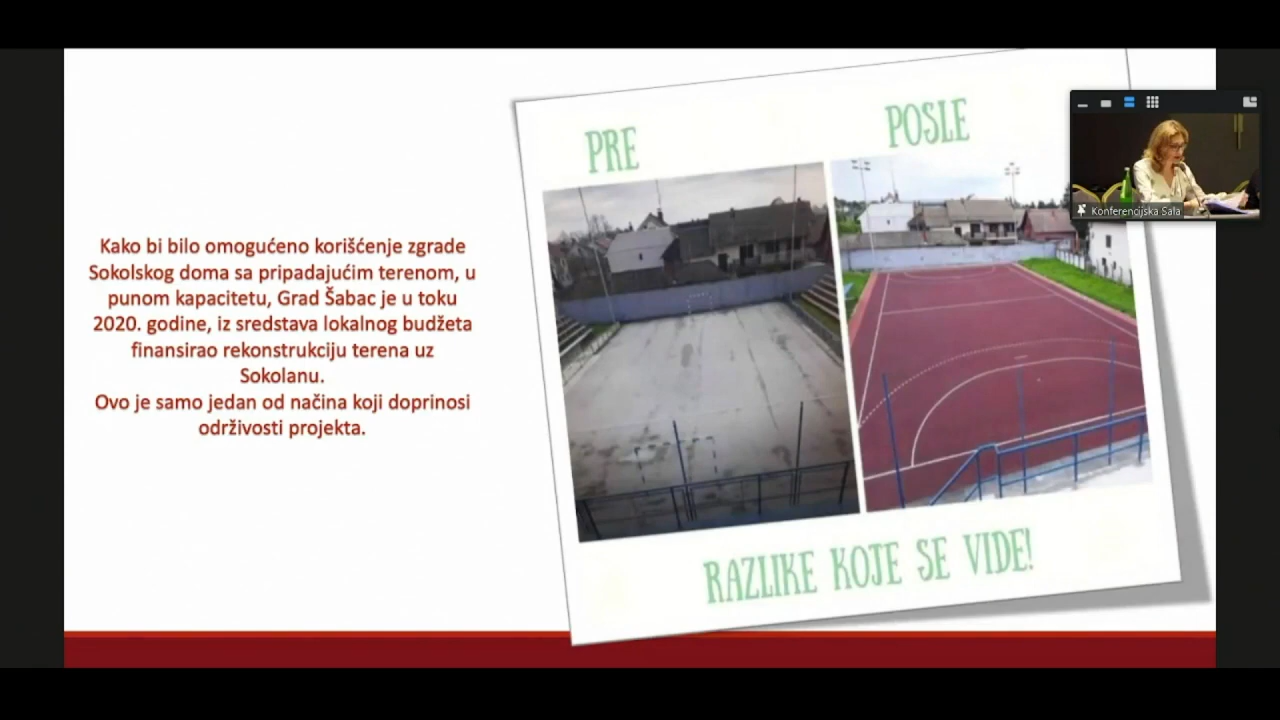 Kako bi bilo omogućeno korišćenje zgrade
Sokolskog doma sa pripadajućim terenom, u
punom kapacitetu, Grad Šabac je u toku
2020. godine, iz sredstava lokalnog budžeta
finansirao rekonstrukciju terena uz
Sokolanu.
Ovo je samo jedan od načina koji doprinosi
održivosti projekta.
PRE
POSLE
RAZLIKE KOJE SE VIDE!
Konferencijska Sala